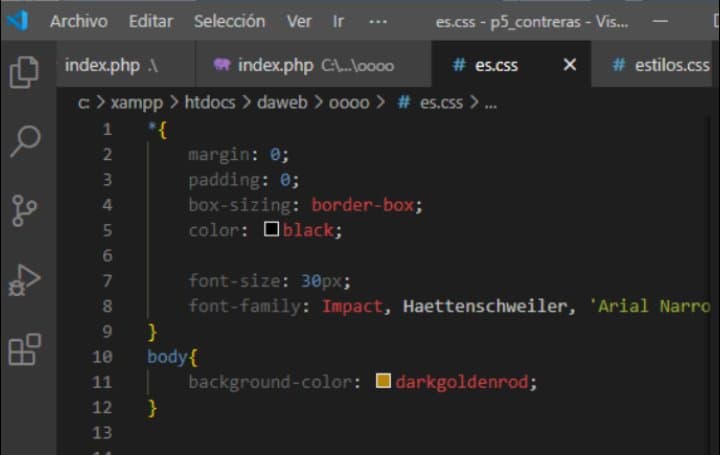 Archivo Editar Selección Ver Ir ··· es.css - p5_contreras - Vis...
index.php .\ index.php C:\...\oooo # es.css × # estilos.css
c: > xampp > htdocs > daweb > oooo > # es.css > ...
1 *{
2 margin: 0;
3 padding: 0;
4 box-sizing: border-box;
5 color: black;
6
7 font-size: 30px;
8 font-family: Impact, Haettenschweiler, 'Arial Narro
9 }
10 body{
11 background-color: darkgoldenrod;
12 }
13
14